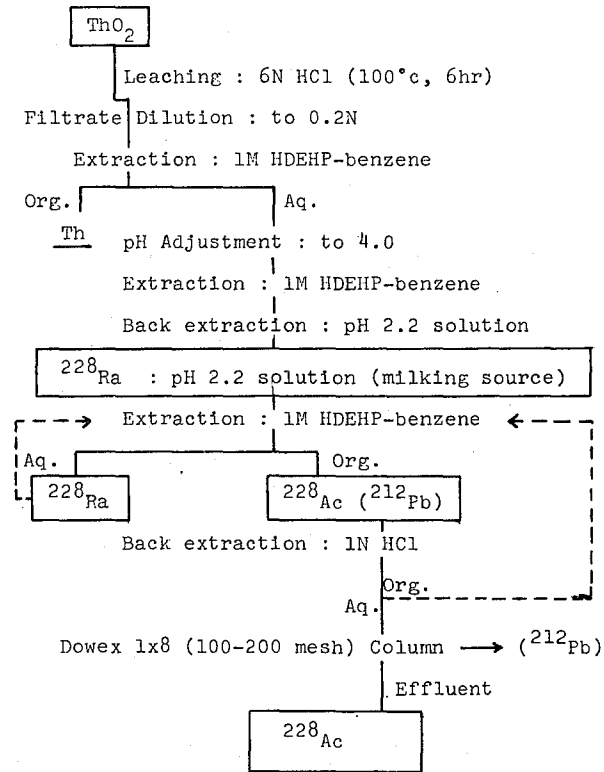 ThO2
Leaching : 6N HCl (100°c, 6hr)
Filtrate Dilution : to 0.2N
Extraction : 1M HDEHP-benzene
Org. Aq.
Th pH Adjustment : to 4.0
Extraction : 1M HDEHP-benzene
Back extraction : pH 2.2 solution
228Ra : pH 2.2 solution (milking source)
Extraction : 1M HDEHP-benzene
Aq. Org.
228Ra 228Ac (212Pb)
Back extraction : 1N HCl
Org.
Aq.
Dowex 1x8 (100-200 mesh) Column → (212Pb)
Effluent
228Ac